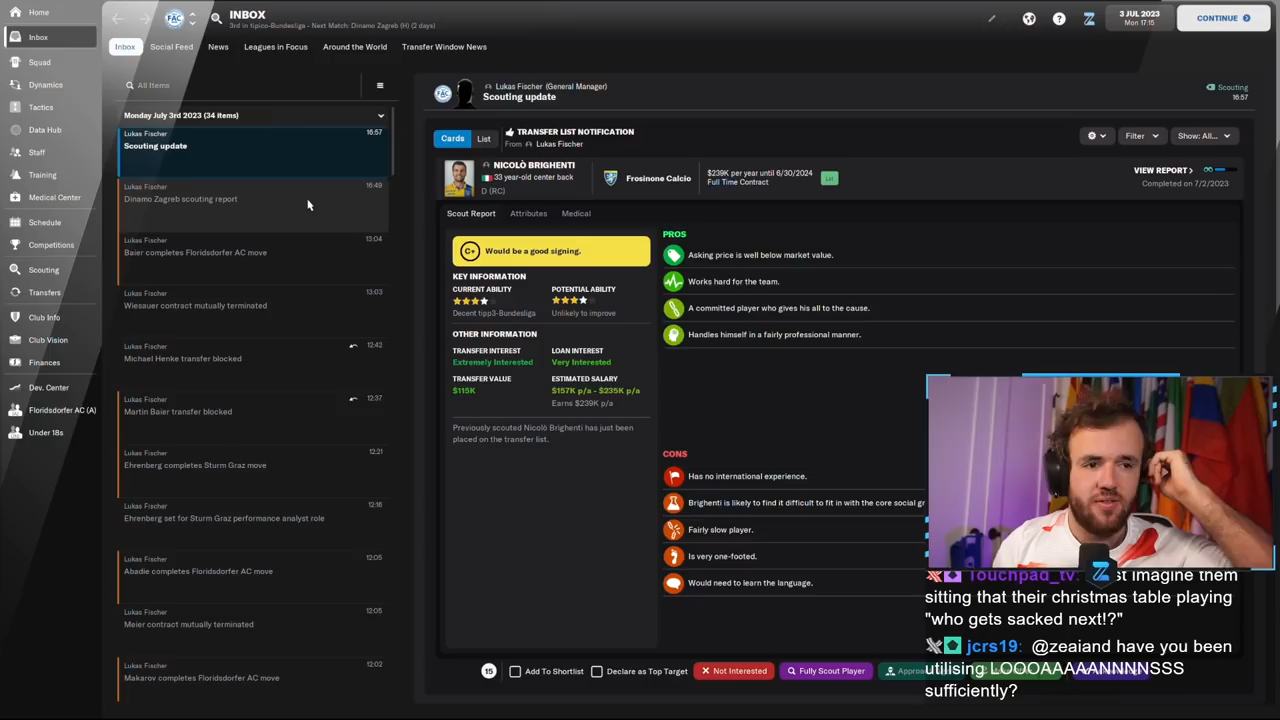 Home
Inbox
Squad
Dynamics
Tactics
Data Hub
Staff
Training
Medical Center
Schedule
Competitions
Scouting
Transfers
Club Info
Club Vision
Finances
Dev. Center
Floridsdorfer AC (A)
Under 18s
FAC
INBOX
3rd in tipico-Bundesliga - Next Match: Dinamo Zagreb (H) (2 days)
3 JUL 2023
Mon 17:15
CONTINUE
Inbox
Social Feed
News
Leagues in Focus
Around the World
Transfer Window News
All Items
Monday July 3rd 2023 (34 items)
Lukas Fischer 16:57
Scouting update
Lukas Fischer 16:49
Dinamo Zagreb scouting report
Lukas Fischer 13:04
Baier completes Floridsdorfer AC move
Lukas Fischer 13:03
Wiesauer contract mutually terminated
Lukas Fischer 12:42
Michael Henke transfer blocked
Lukas Fischer 12:37
Martin Baier transfer blocked
Lukas Fischer 12:21
Ehrenberg completes Sturm Graz move
Lukas Fischer 12:16
Ehrenberg set for Sturm Graz performance analyst role
Lukas Fischer 12:05
Abadie completes Floridsdorfer AC move
Lukas Fischer 12:05
Meier contract mutually terminated
Lukas Fischer 12:02
Makarov completes Floridsdorfer AC move
FAC
Lukas Fischer (General Manager)
Scouting update
Scouting
16:57
Cards
List
TRANSFER LIST NOTIFICATION
From Lukas Fischer
Filter
Show: All...
NICOLÒ BRIGHENTI
33 year-old center back
D (RC)
Frosinone Calcio
$239K per year until 6/30/2024
Full Time Contract
Lst
VIEW REPORT >
Completed on 7/2/2023
Scout Report
Attributes
Medical
C+ Would be a good signing.
KEY INFORMATION
CURRENT ABILITY
POTENTIAL ABILITY
Decent tipp3-Bundesliga
Unlikely to improve
OTHER INFORMATION
TRANSFER INTEREST
LOAN INTEREST
Extremely Interested
Very Interested
TRANSFER VALUE
ESTIMATED SALARY
$115K
$157K p/a - $235K p/a
Earns $239K p/a
Previously scouted Nicolò Brighenti has just been
placed on the transfer list.
PROS
Asking price is well below market value.
Works hard for the team.
A committed player who gives his all to the cause.
Handles himself in a fairly professional manner.
CONS
Has no international experience.
Brighenti is likely to find it difficult to fit in with the core social gr
Fairly slow player.
Is very one-footed.
Would need to learn the language.
15
Add To Shortlist
Declare as Top Target
Not Interested
Fully Scout Player
Touchpad_tv: st imagine them
sitting that their christmas table playing
"who gets sacked next!?"
jcrs19: @zeaiand have you been
utilising LOOOAAAAANNNNSSS
sufficiently?